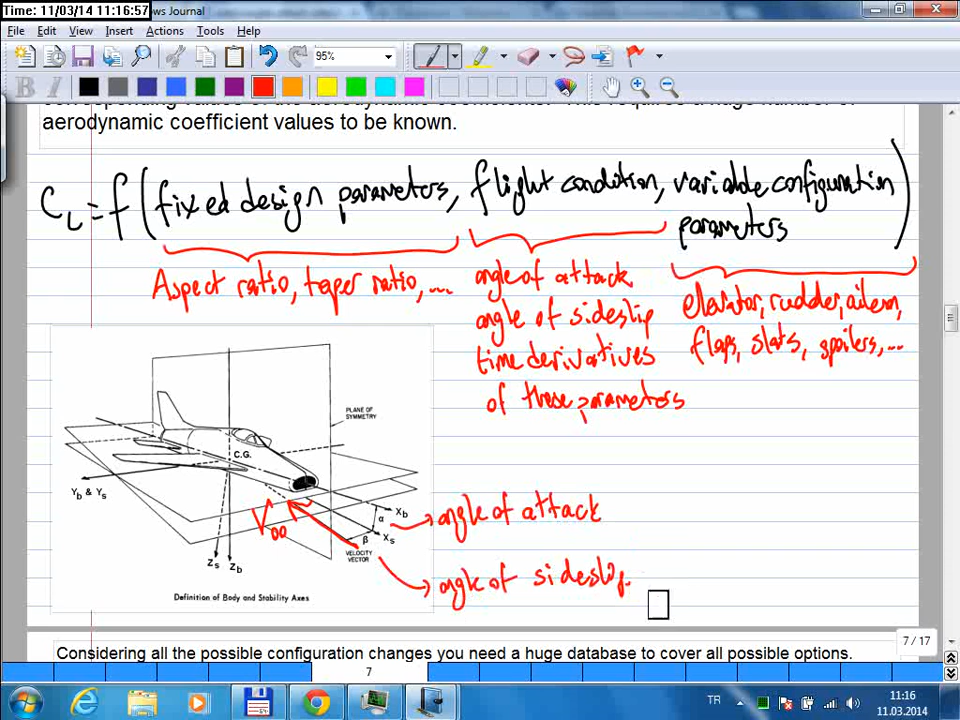 Time: 11/03/14 11:16:57
ows Journal
File Edit View Insert Actions Tools Help
95%
aerodynamic coefficient values to be known.
CL = f(fixed design parameters, flight condition, variable configuration
parameters)
Aspect ratio, taper ratio, ...
angle of attack
angle of sideslip
time derivatives
of these parameters
elevator, rudder, aileron,
flaps, slats, spoilers, ...
PLANE OF
SYMMETRY
C.G.
Yb & Ys
Xb
α
Xs
β
V∞
VELOCITY
VECTOR
Zs Zb
angle of attack
angle of sideslip
Definition of Body and Stability Axes
7 / 17
Considering all the possible configuration changes you need a huge database to cover all possible options.
7
TR
11:16
11.03.2014